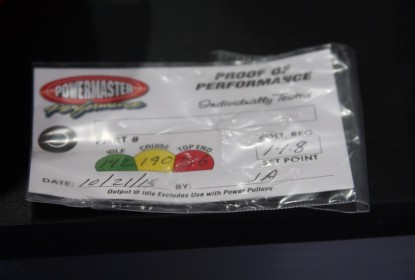 POWERMASTER
Performance
PROOF OF
PERFORMANCE
Individually Tested
PART #
IDLE CRUISE TOP END
142 190
VOLT. REG
14.8
SET POINT
DATE: 10/21/15 BY: JA
Output @ Idle Excludes Use with Power Pulleys